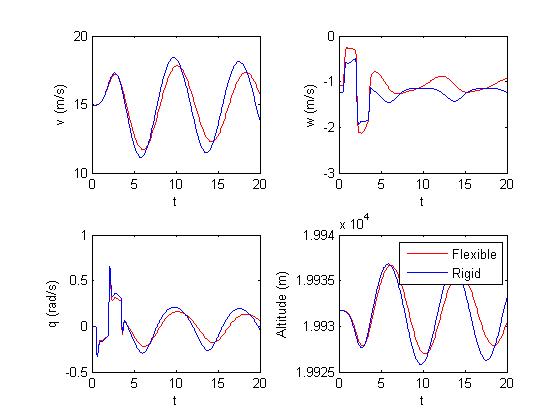 20
15
10
v (m/s)
0 5 10 15 20
t
0
-1
-2
-3
w (m/s)
0 5 10 15 20
t
1
0.5
0
-0.5
q (rad/s)
0 5 10 15 20
t
x 10⁴
1.994
1.9935
1.993
1.9925
Altitude (m)
Flexible
Rigid
0 5 10 15 20
t